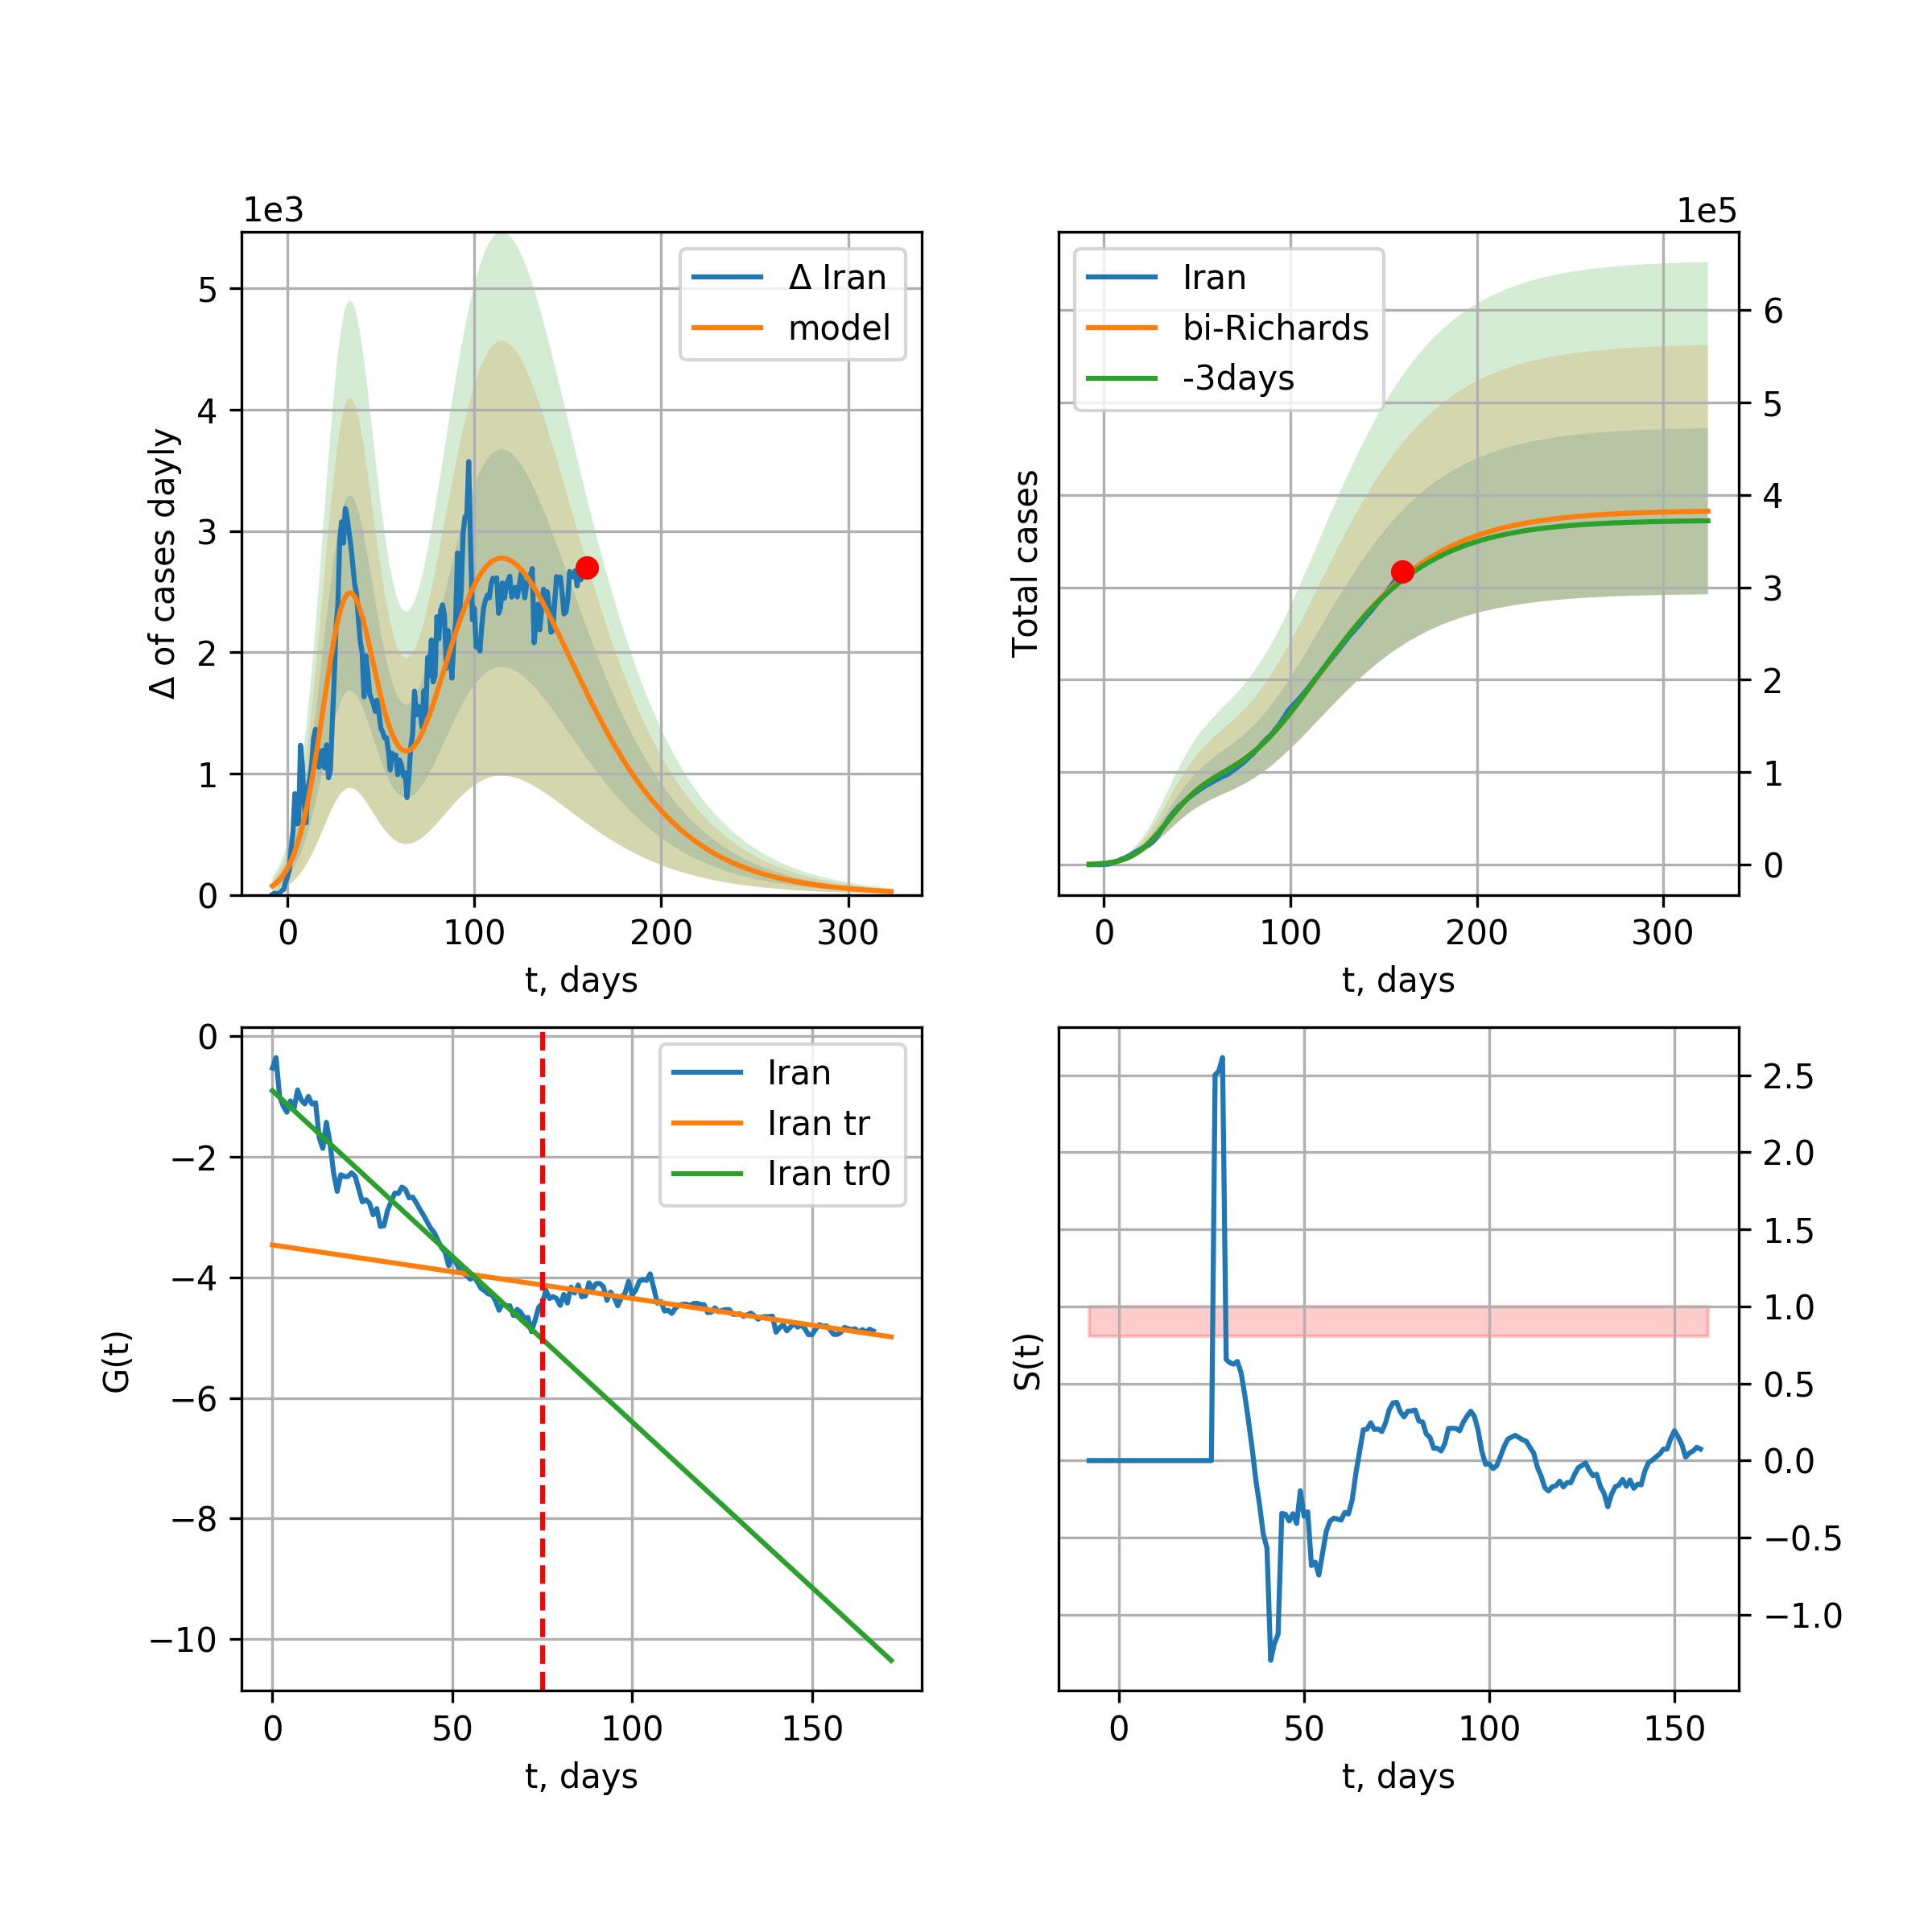 1e3
Δ of cases dayly
5
4
3
2
1
0
0 100 200 300
t, days
Δ Iran
model
1e5
Total cases
6
5
4
3
2
1
0
0 100 200 300
t, days
Iran
bi-Richards
-3days
G(t)
0
−2
−4
−6
−8
−10
0 50 100 150
t, days
Iran
Iran tr
Iran tr0
S(t)
2.5
2.0
1.5
1.0
0.5
0.0
−0.5
−1.0
0 50 100 150
t, days